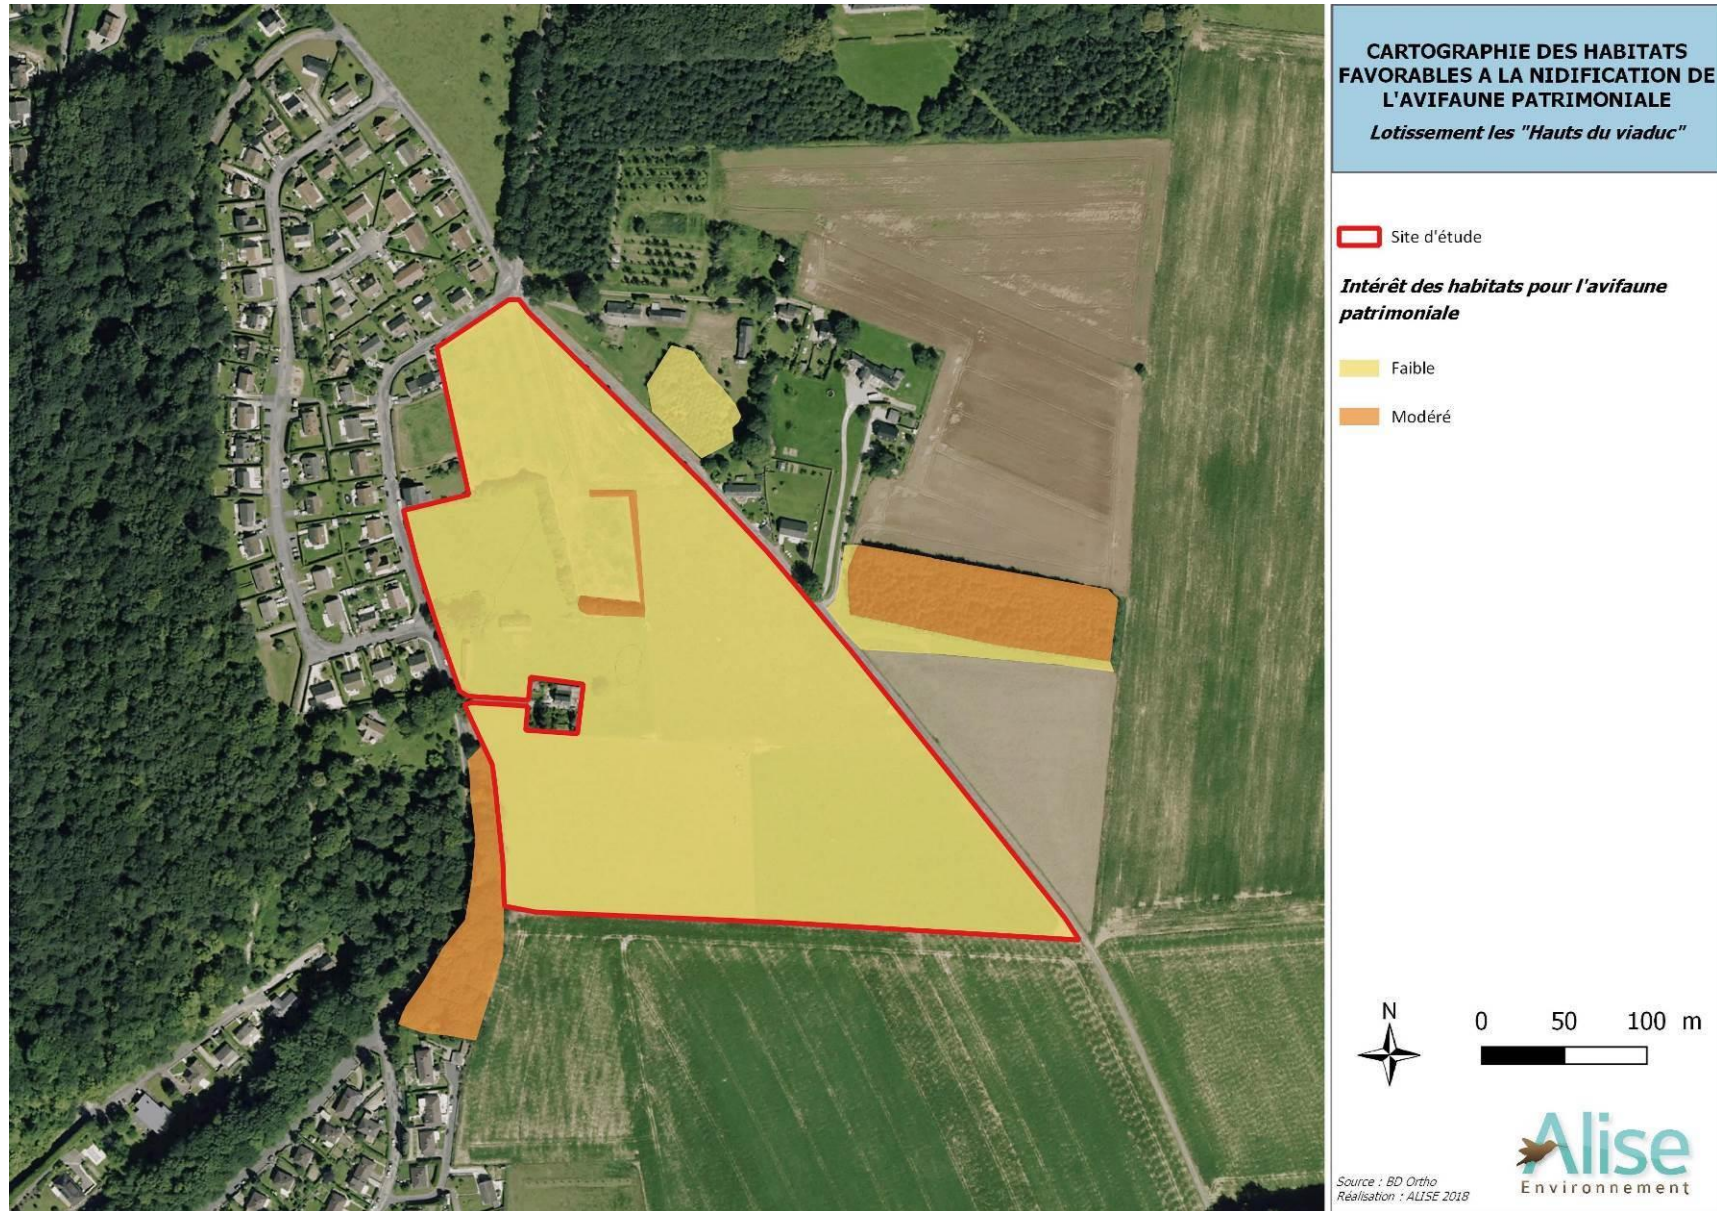 CARTOGRAPHIE DES HABITATS
FAVORABLES A LA NIDIFICATION DE
L'AVIFAUNE PATRIMONIALE
Lotissement les "Hauts du viaduc"
Site d'étude
Intérêt des habitats pour l'avifaune
patrimoniale
Faible
Modéré
N
0 50 100 m
Alise
Environnement
Source : BD Ortho
Réalisation : ALISE 2018